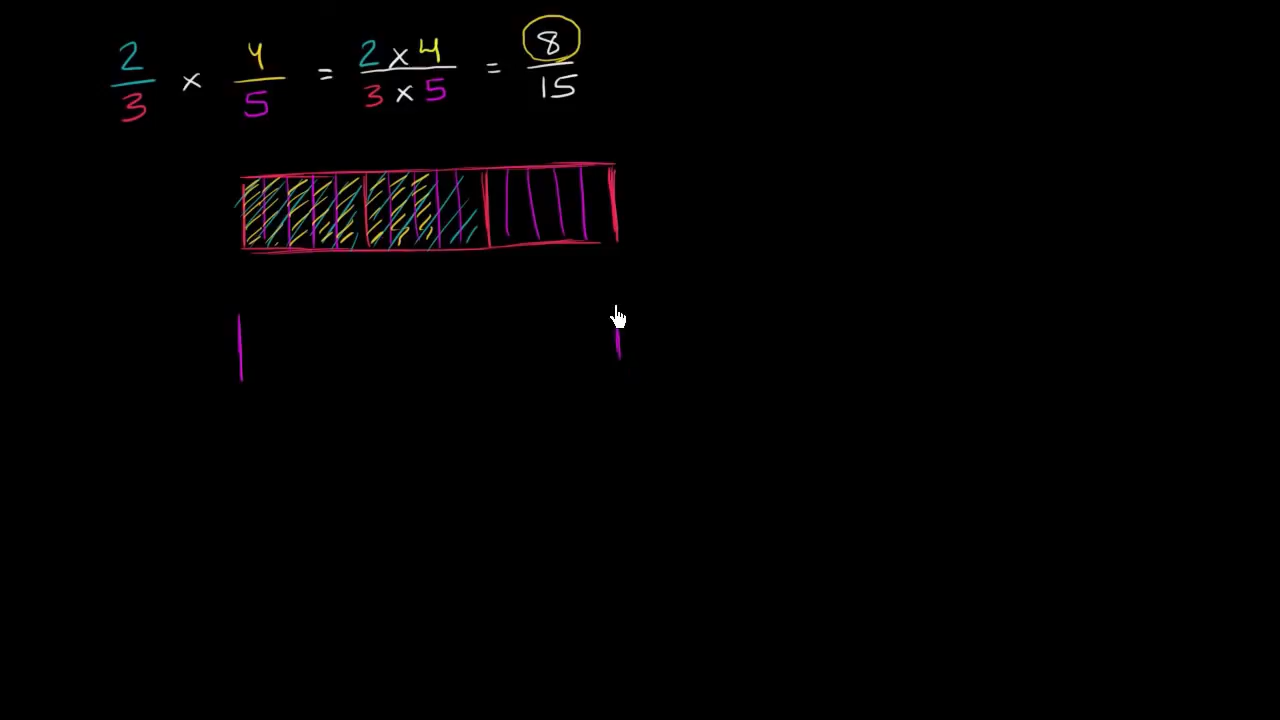 2/3 × 4/5 = 2 × 4 / 3 × 5 = 8/15